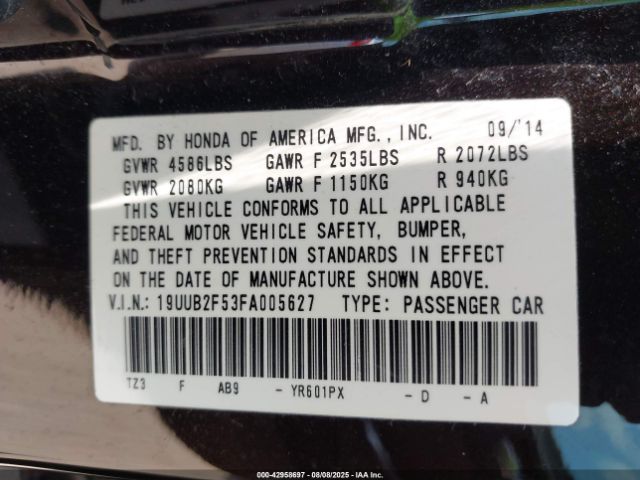 MFD. BY HONDA OF AMERICA MFG., INC. 09/'14
GVWR 4586LBS GAWR F 2535LBS R 2072LBS
GVWR 2080KG GAWR F 1150KG R 940KG
THIS VEHICLE CONFORMS TO ALL APPLICABLE
FEDERAL MOTOR VEHICLE SAFETY, BUMPER,
AND THEFT PREVENTION STANDARDS IN EFFECT
ON THE DATE OF MANUFACTURE SHOWN ABOVE.
V.I.N.: 19UUB2F53FA005627 TYPE: PASSENGER CAR
TZ3 F AB9 - YR601PX - D - A
000-42958697 - 08/08/2025 - IAA Inc.